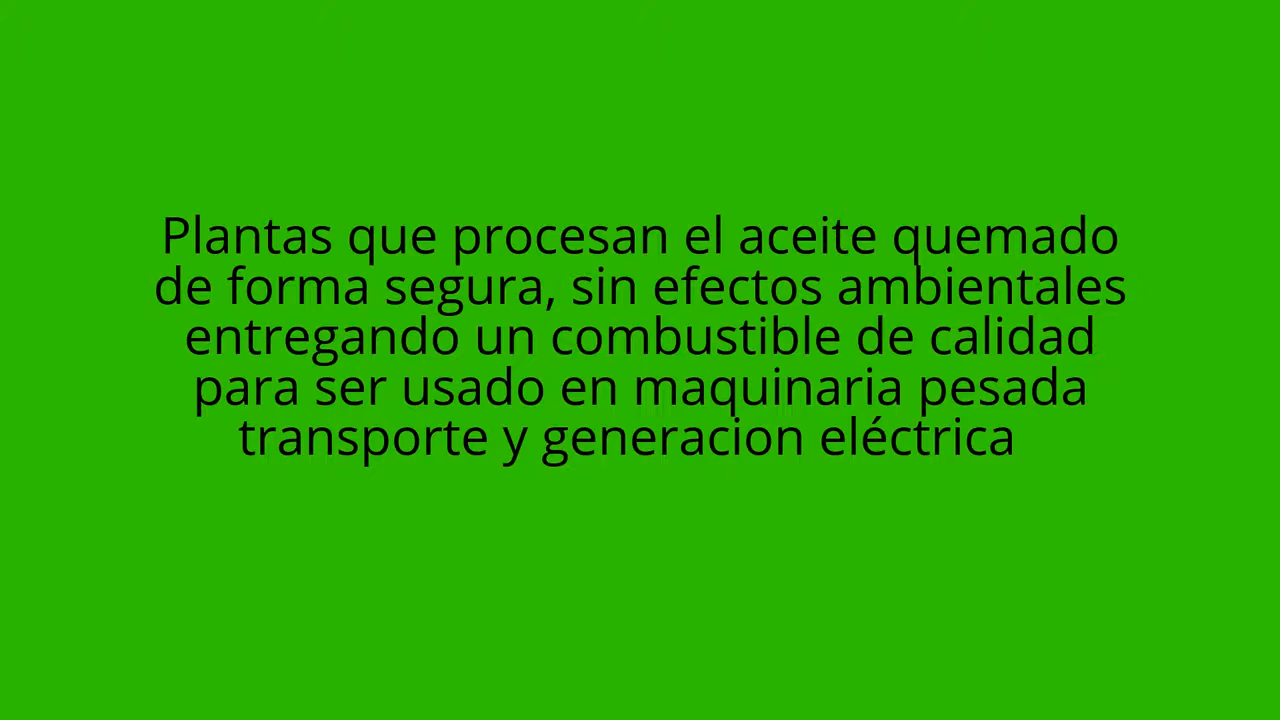 Plantas que procesan el aceite quemado
de forma segura, sin efectos ambientales
entregando un combustible de calidad
para ser usado en maquinaria pesada
transporte y generacion eléctrica